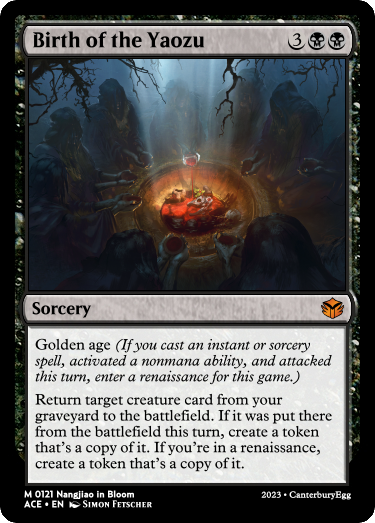 Birth of the Yaozu 3
Sorcery
Golden age (If you cast an instant or sorcery
spell, activated a nonmana ability, and attacked
this turn, enter a renaissance for this game.)
Return target creature card from your
graveyard to the battlefield. If it was put there
from the battlefield this turn, create a token
that's a copy of it. If you're in a renaissance,
create a token that's a copy of it.
M 0121 Nangjiao in Bloom
ACE • EN SIMON FETSCHER 2023 • CanterburyEgg